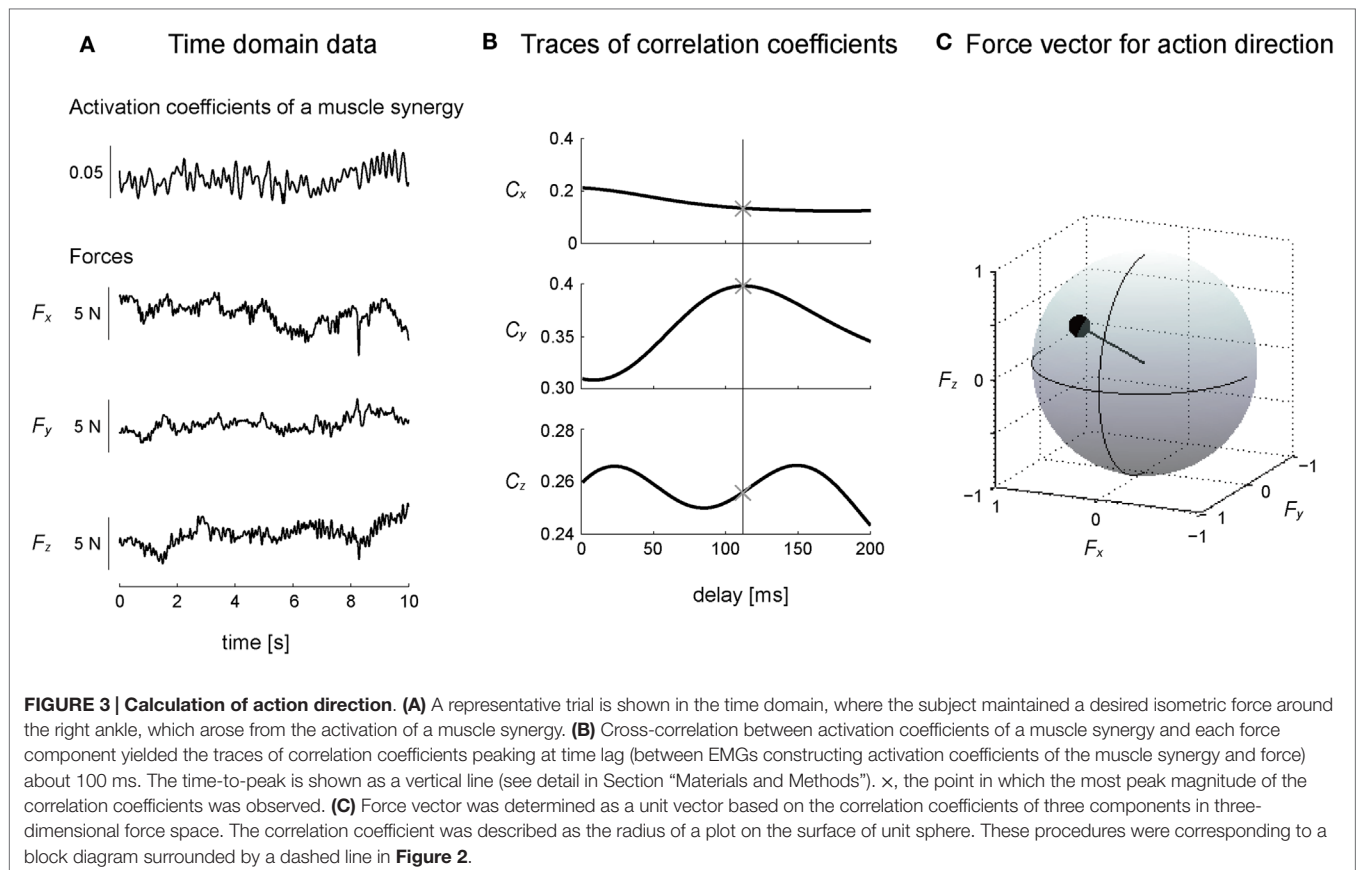 A Time domain data
Activation coefficients of a muscle synergy
0.05
Forces
Fx 5 N
Fy 5 N
Fz 5 N
0 2 4 6 8 10
time [s]
B Traces of correlation coefficients
0.4
Cx 0.2
0
0.4
Cy 0.35
0.30
0.28
Cz 0.26
0.24
0 50 100 150 200
delay [ms]
C Force vector for action direction
1
Fz 0
−1
1 0 −1
Fx
1 0 −1
Fy
FIGURE 3 | Calculation of action direction. (A) A representative trial is shown in the time domain, where the subject maintained a desired isometric force around
the right ankle, which arose from the activation of a muscle synergy. (B) Cross-correlation between activation coefficients of a muscle synergy and each force
component yielded the traces of correlation coefficients peaking at time lag (between EMGs constructing activation coefficients of the muscle synergy and force)
about 100 ms. The time-to-peak is shown as a vertical line (see detail in Section “Materials and Methods”). ×, the point in which the most peak magnitude of the
correlation coefficients was observed. (C) Force vector was determined as a unit vector based on the correlation coefficients of three components in three-
dimensional force space. The correlation coefficient was described as the radius of a plot on the surface of unit sphere. These procedures were corresponding to a
block diagram surrounded by a dashed line in Figure 2.